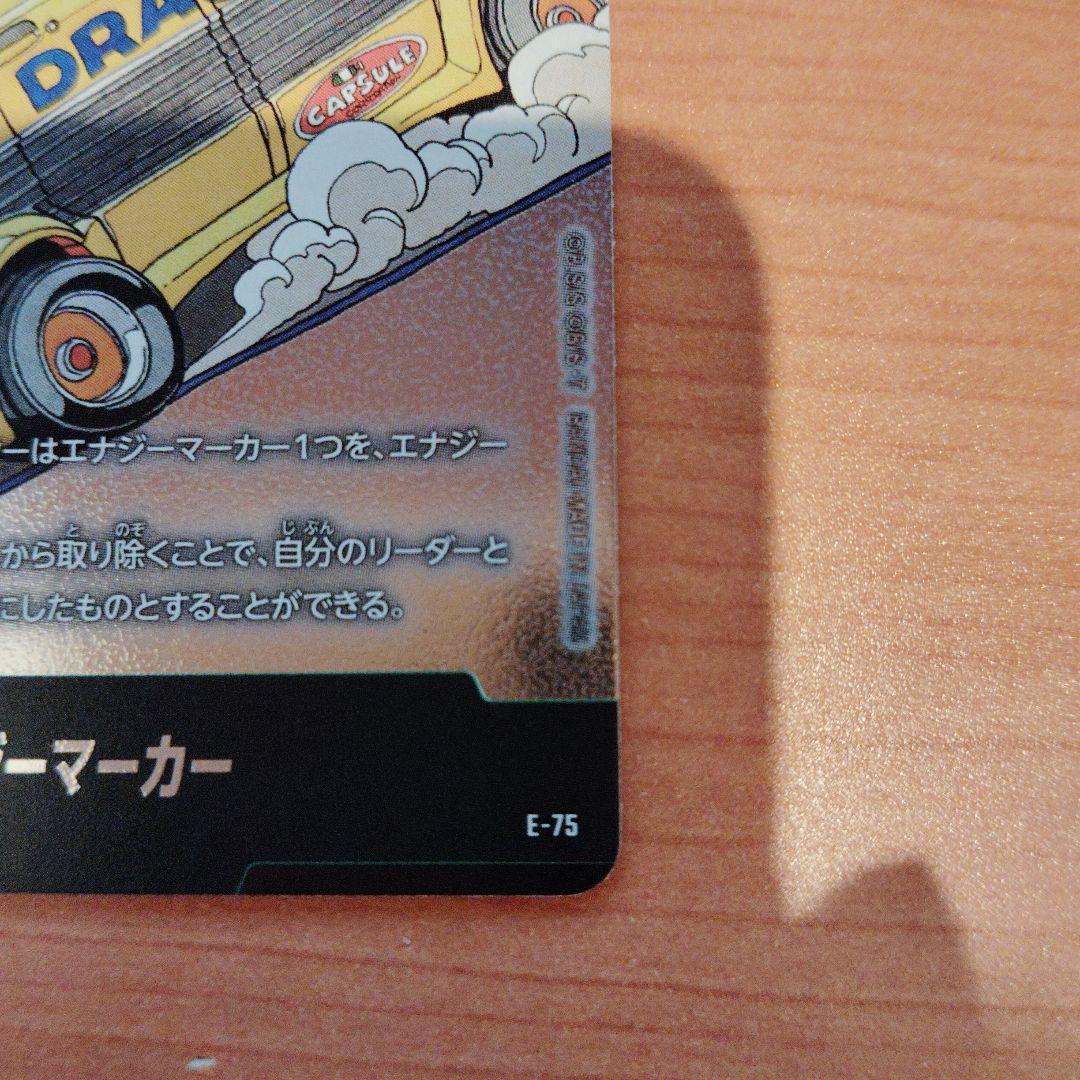 DRA
CAPSULE
ーはエナジーマーカー1つを、エナジー
から取り除くことで、自分のリーダーと
にしたものとすることができる。
ジーマーカー
E-75